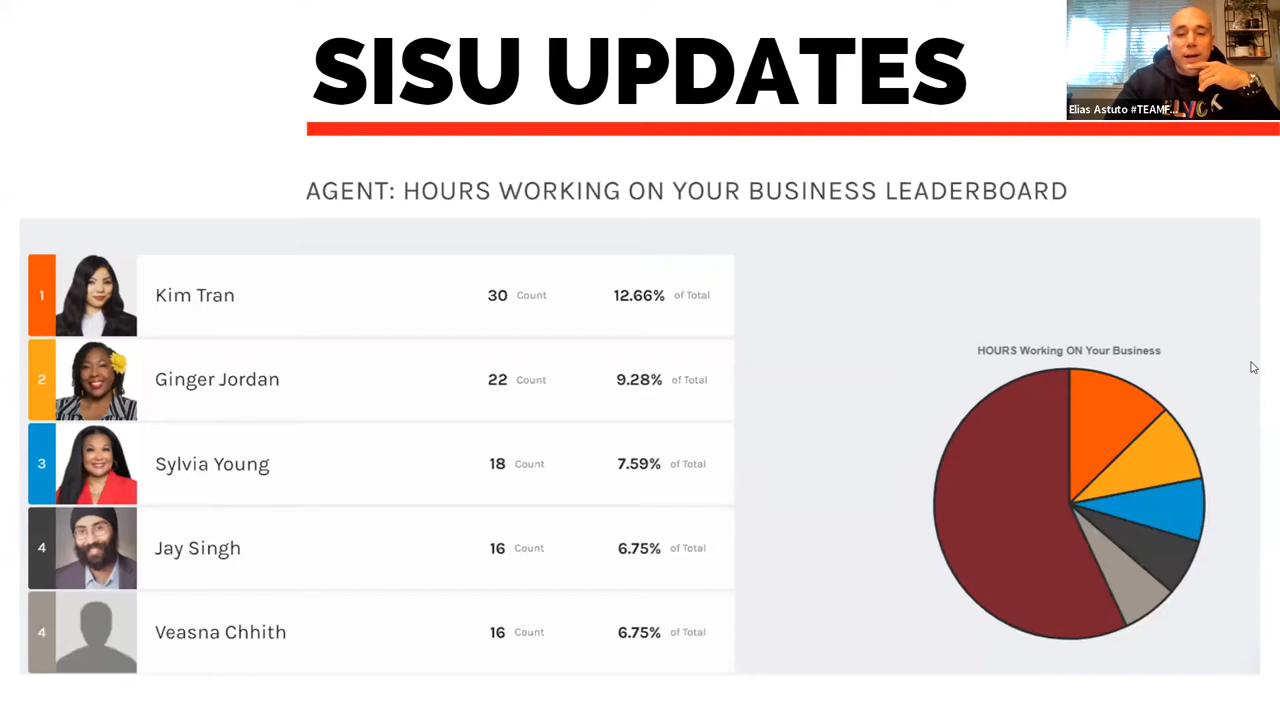 SISU UPDATES
Elias Astuto #TEAMF...
AGENT: HOURS WORKING ON YOUR BUSINESS LEADERBOARD
1 Kim Tran 30 Count 12.66% of Total
2 Ginger Jordan 22 Count 9.28% of Total
3 Sylvia Young 18 Count 7.59% of Total
4 Jay Singh 16 Count 6.75% of Total
4 Veasna Chhith 16 Count 6.75% of Total
HOURS Working ON Your Business